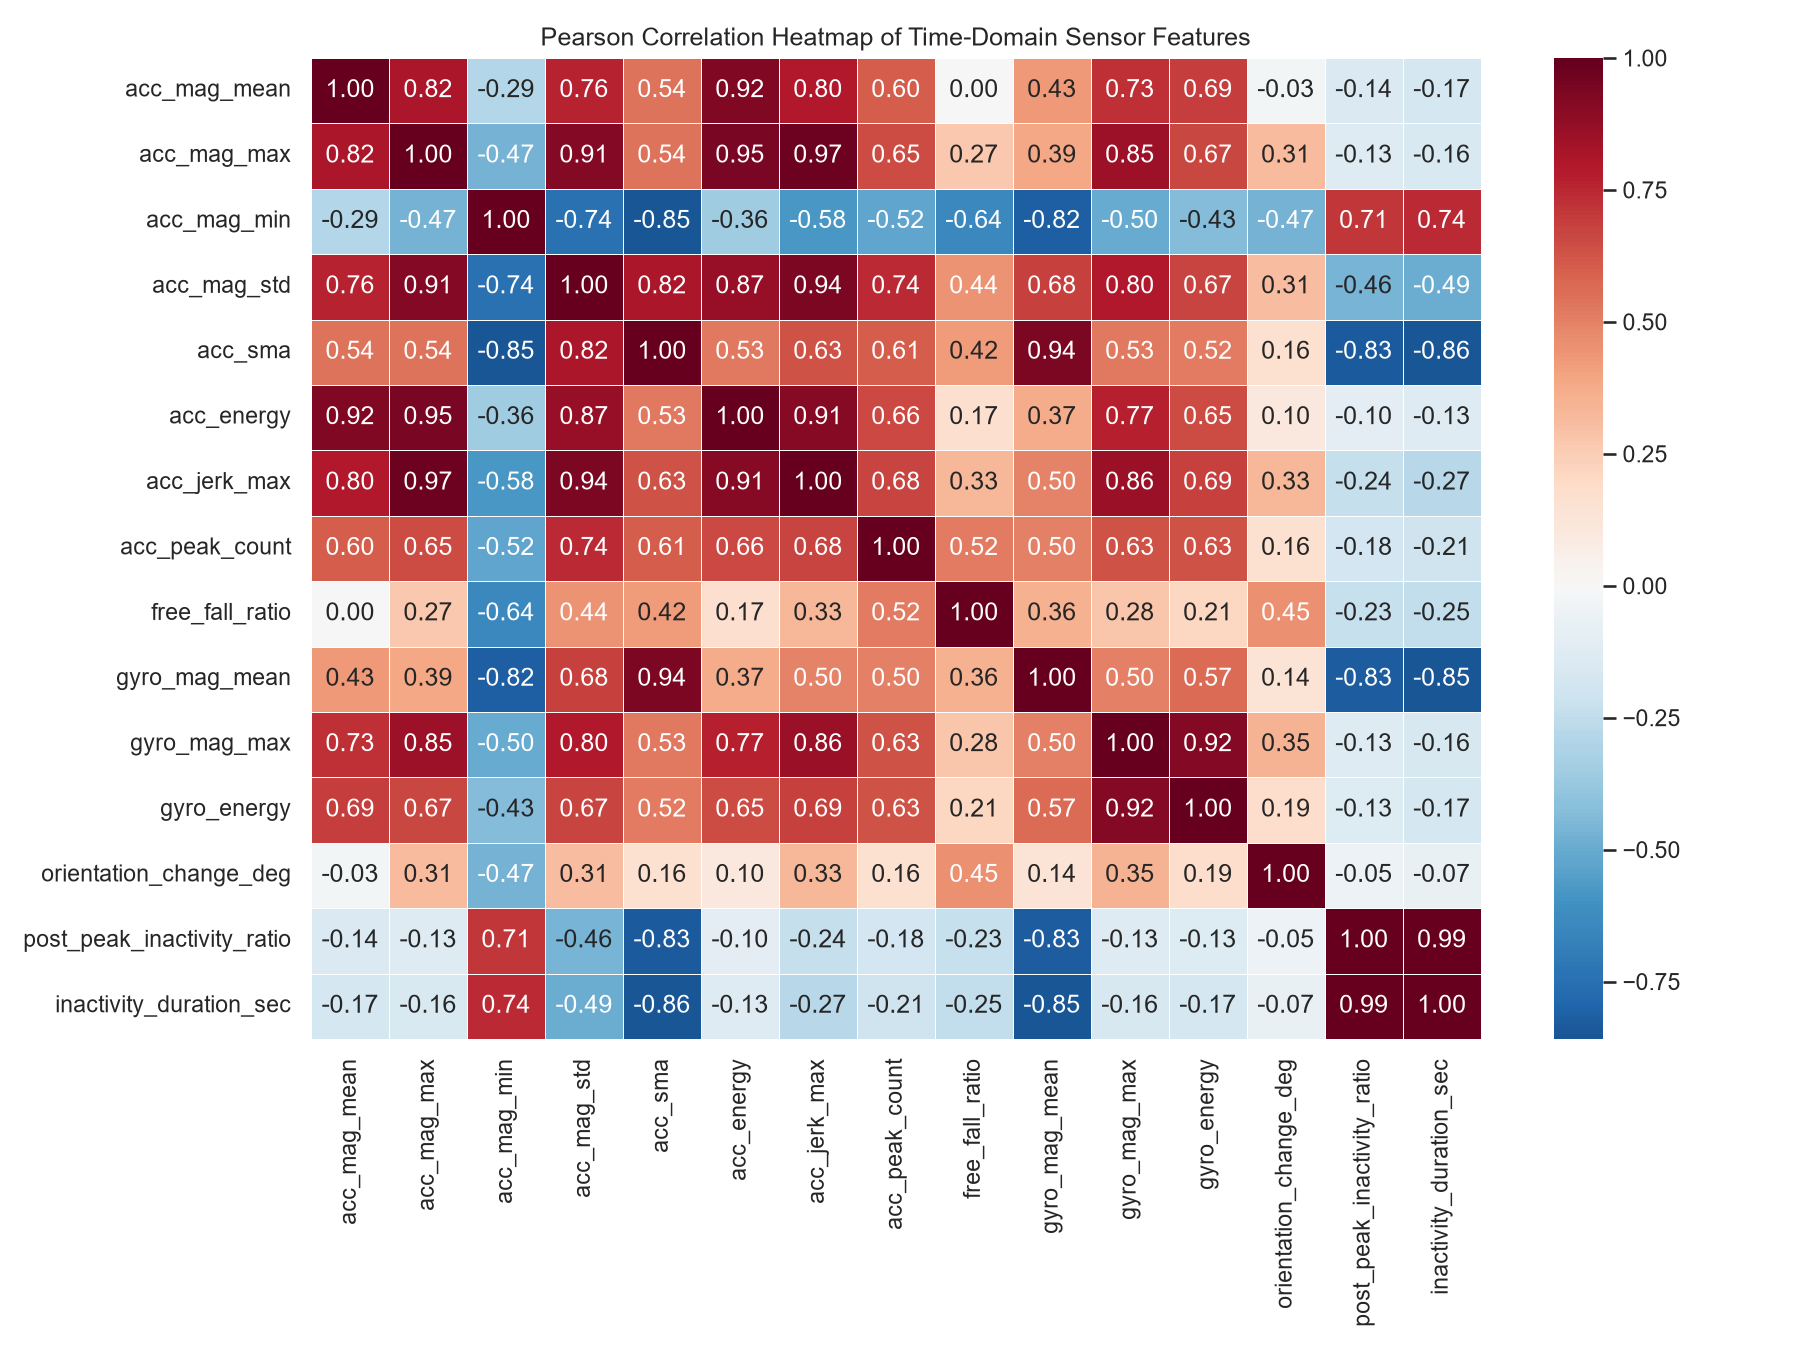 Pearson Correlation Heatmap of Time-Domain Sensor Features
acc_mag_mean 1.00 0.82 -0.29 0.76 0.54 0.92 0.80 0.60 0.00 0.43 0.73 0.69 -0.03 -0.14 -0.17
acc_mag_max 0.82 1.00 -0.47 0.91 0.54 0.95 0.97 0.65 0.27 0.39 0.85 0.67 0.31 -0.13 -0.16
acc_mag_min -0.29 -0.47 1.00 -0.74 -0.85 -0.36 -0.58 -0.52 -0.64 -0.82 -0.50 -0.43 -0.47 0.71 0.74
acc_mag_std 0.76 0.91 -0.74 1.00 0.82 0.87 0.94 0.74 0.44 0.68 0.80 0.67 0.31 -0.46 -0.49
acc_sma 0.54 0.54 -0.85 0.82 1.00 0.53 0.63 0.61 0.42 0.94 0.53 0.52 0.16 -0.83 -0.86
acc_energy 0.92 0.95 -0.36 0.87 0.53 1.00 0.91 0.66 0.17 0.37 0.77 0.65 0.10 -0.10 -0.13
acc_jerk_max 0.80 0.97 -0.58 0.94 0.63 0.91 1.00 0.68 0.33 0.50 0.86 0.69 0.33 -0.24 -0.27
acc_peak_count 0.60 0.65 -0.52 0.74 0.61 0.66 0.68 1.00 0.52 0.50 0.63 0.63 0.16 -0.18 -0.21
free_fall_ratio 0.00 0.27 -0.64 0.44 0.42 0.17 0.33 0.52 1.00 0.36 0.28 0.21 0.45 -0.23 -0.25
gyro_mag_mean 0.43 0.39 -0.82 0.68 0.94 0.37 0.50 0.50 0.36 1.00 0.50 0.57 0.14 -0.83 -0.85
gyro_mag_max 0.73 0.85 -0.50 0.80 0.53 0.77 0.86 0.63 0.28 0.50 1.00 0.92 0.35 -0.13 -0.16
gyro_energy 0.69 0.67 -0.43 0.67 0.52 0.65 0.69 0.63 0.21 0.57 0.92 1.00 0.19 -0.13 -0.17
orientation_change_deg -0.03 0.31 -0.47 0.31 0.16 0.10 0.33 0.16 0.45 0.14 0.35 0.19 1.00 -0.05 -0.07
post_peak_inactivity_ratio -0.14 -0.13 0.71 -0.46 -0.83 -0.10 -0.24 -0.18 -0.23 -0.83 -0.13 -0.13 -0.05 1.00 0.99
inactivity_duration_sec -0.17 -0.16 0.74 -0.49 -0.86 -0.13 -0.27 -0.21 -0.25 -0.85 -0.16 -0.17 -0.07 0.99 1.00
acc_mag_mean
acc_mag_max
acc_mag_min
acc_mag_std
acc_sma
acc_energy
acc_jerk_max
acc_peak_count
free_fall_ratio
gyro_mag_mean
gyro_mag_max
gyro_energy
orientation_change_deg
post_peak_inactivity_ratio
inactivity_duration_sec
1.00
0.75
0.50
0.25
0.00
−0.25
−0.50
−0.75